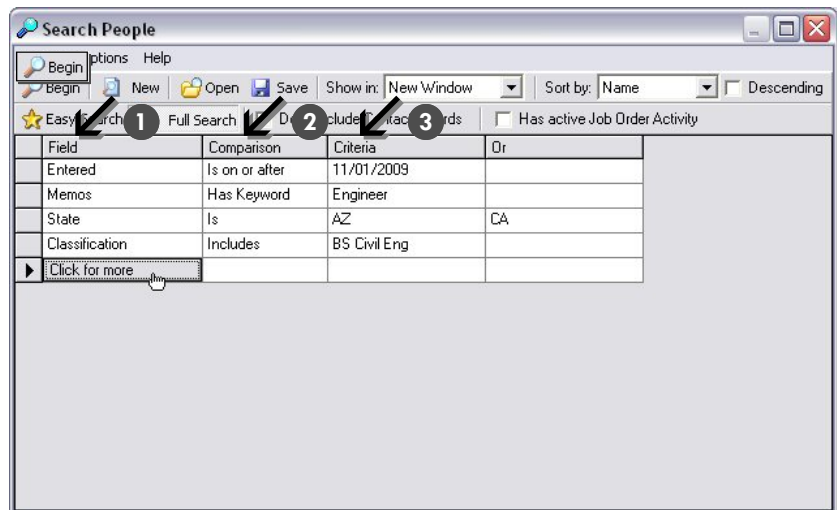 Search People
Begin ptions Help
Begin New Open Save Show in: New Window Sort by: Name Descending
Easy Full Search Has active Job Order Activity
1 2 3
Field Comparison Criteria Or
Entered Is on or after 11/01/2009
Memos Has Keyword Engineer
State Is AZ CA
Classification Includes BS Civil Eng
Click for more